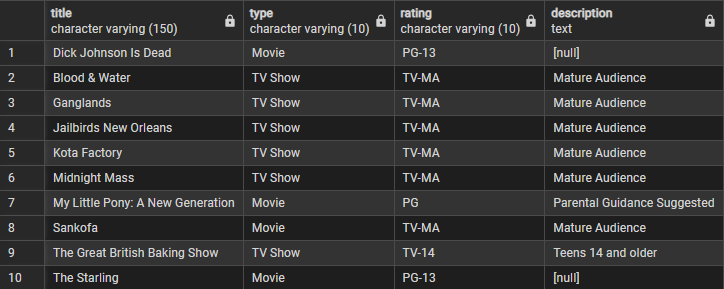 title type rating description
character varying (150) character varying (10) character varying (10) text
1 Dick Johnson Is Dead Movie PG-13 [null]
2 Blood & Water TV Show TV-MA Mature Audience
3 Ganglands TV Show TV-MA Mature Audience
4 Jailbirds New Orleans TV Show TV-MA Mature Audience
5 Kota Factory TV Show TV-MA Mature Audience
6 Midnight Mass TV Show TV-MA Mature Audience
7 My Little Pony: A New Generation Movie PG Parental Guidance Suggested
8 Sankofa Movie TV-MA Mature Audience
9 The Great British Baking Show TV Show TV-14 Teens 14 and older
10 The Starling Movie PG-13 [null]